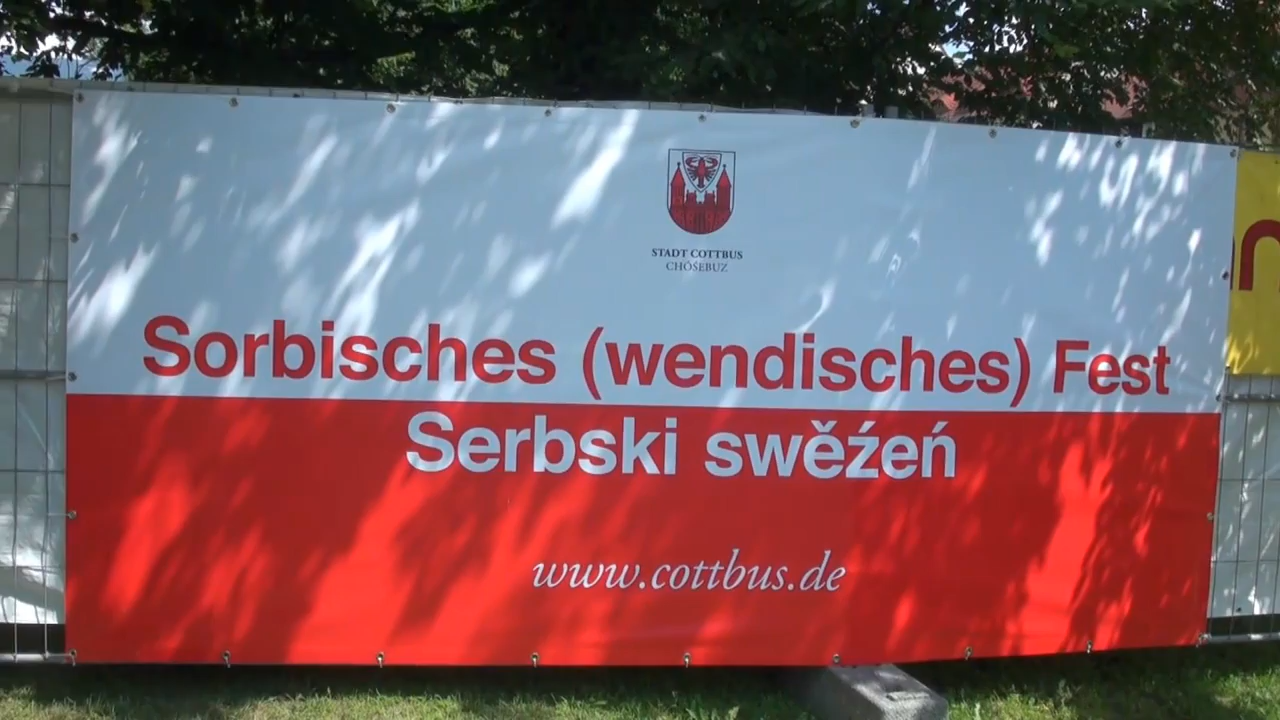 STADT COTTBUS
CHÓŚEBUZ
Sorbisches (wendisches) Fest
Serbski swěźeń
www.cottbus.de